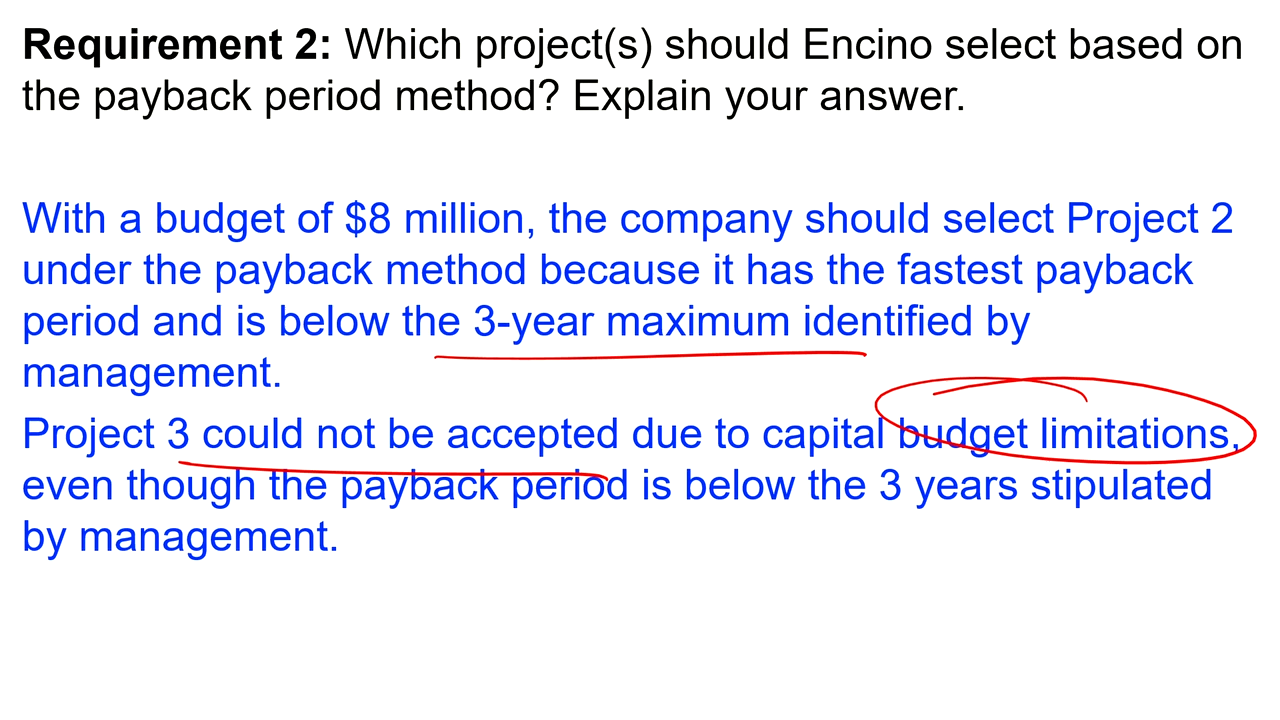 Requirement 2: Which project(s) should Encino select based on
the payback period method? Explain your answer.
With a budget of $8 million, the company should select Project 2
under the payback method because it has the fastest payback
period and is below the 3-year maximum identified by
management.
Project 3 could not be accepted due to capital budget limitations,
even though the payback period is below the 3 years stipulated
by management.